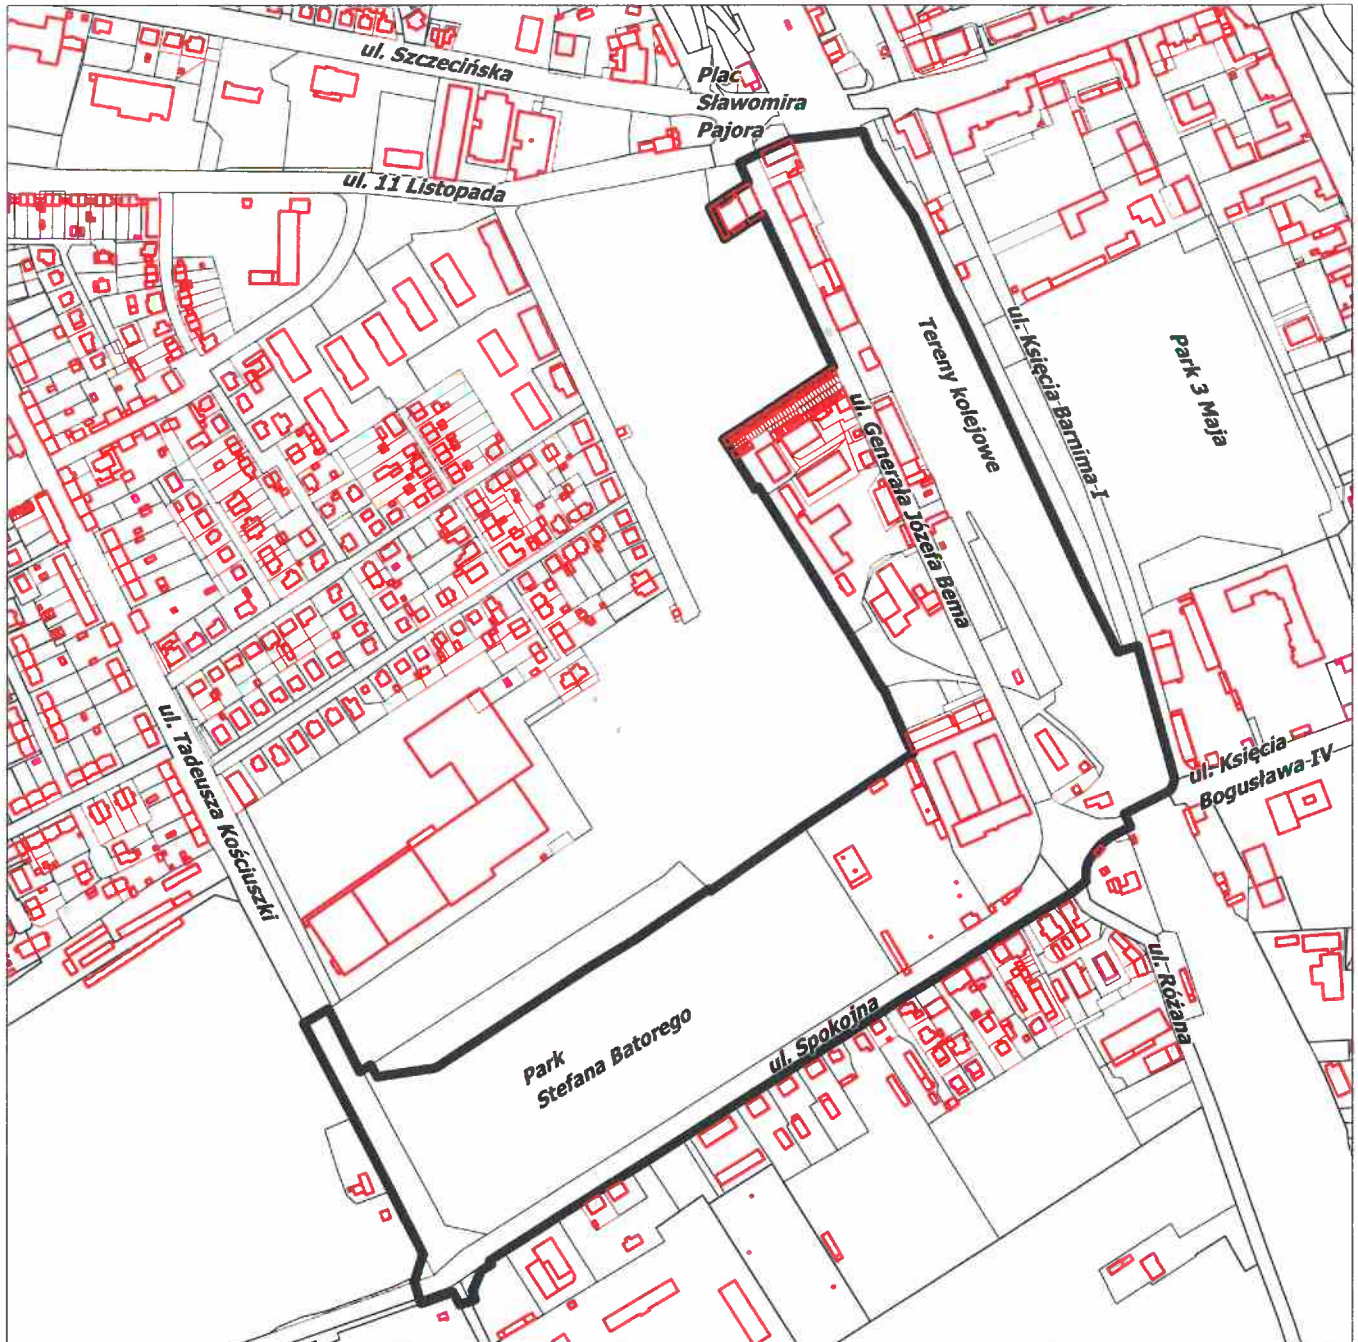 ul. Szczecińska
Plac
Sławomira
Pajora
ul. 11 Listopada
ul. Księcia Barnima I
Park 3 Maja
Tereny kolejowe
ul. Generała Józefa Bema
ul. Tadeusza Kościuszki
ul. Księcia
Bogusława IV
ul. Różana
ul. Spokojna
Park
Stefana Batorego